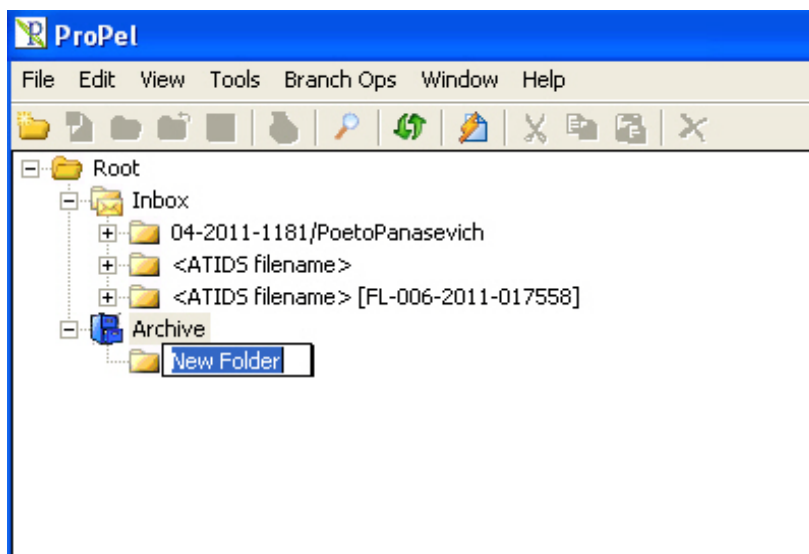 ProPel
File Edit View Tools Branch Ops Window Help
Root
Inbox
04-2011-1181/PoetoPanasevich
<ATIDS filename>
<ATIDS filename> [FL-006-2011-017558]
Archive
New Folder